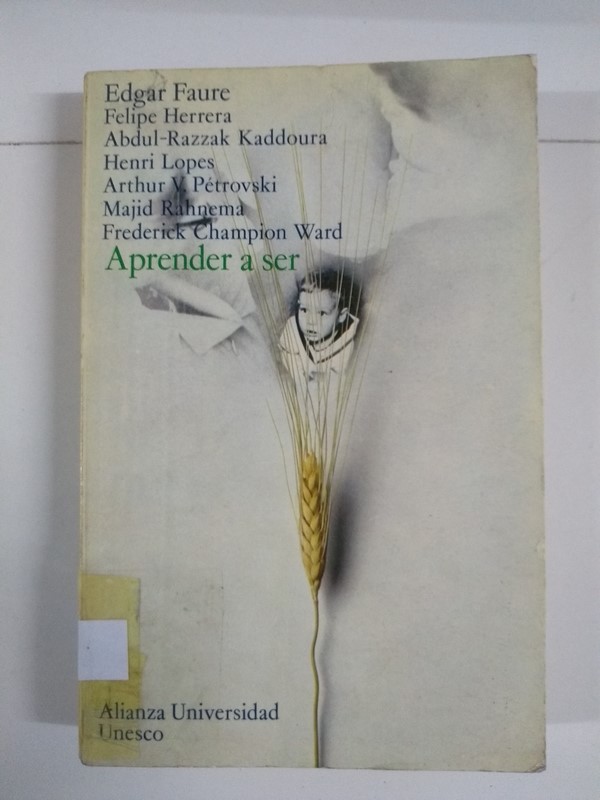 Edgar Faure
Felipe Herrera
Abdul-Razzak Kaddoura
Henri Lopes
Arthur V. Pétrovski
Majid Rahnema
Frederick Champion Ward
Aprender a ser
Alianza Universidad
Unesco